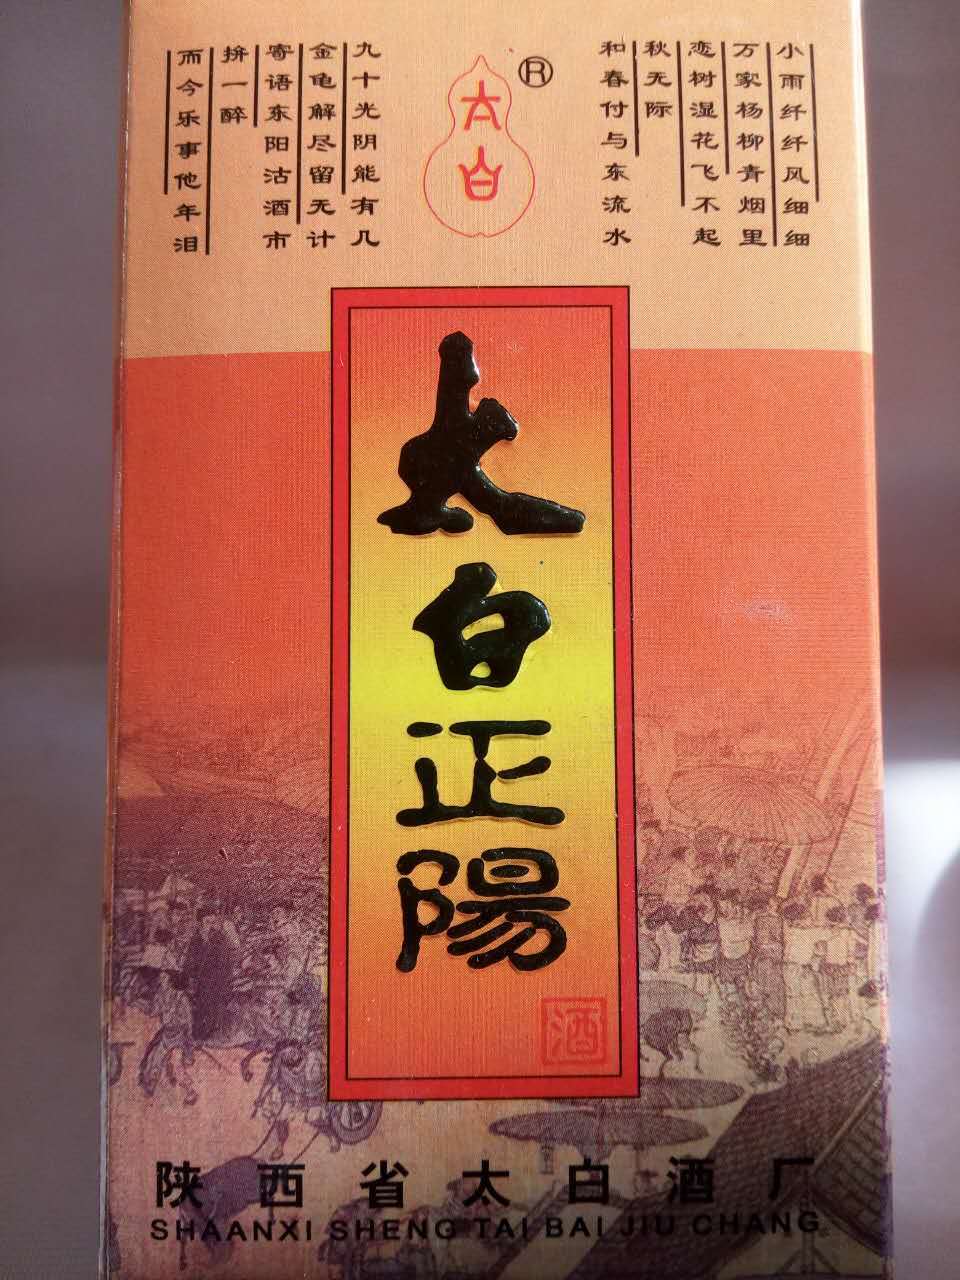 小雨纤纤风细细
万家杨柳青烟里
恋树湿花飞不起
秋无际
和春付与东流水
九十光阴能有几
金龟解尽留无计
寄语东阳沽酒市
拚一醉
而今乐事他年泪
太白
®
太白正陽
酒
陕西省太白酒厂
SHAANXI SHENG TAI BAI JIU CHANG